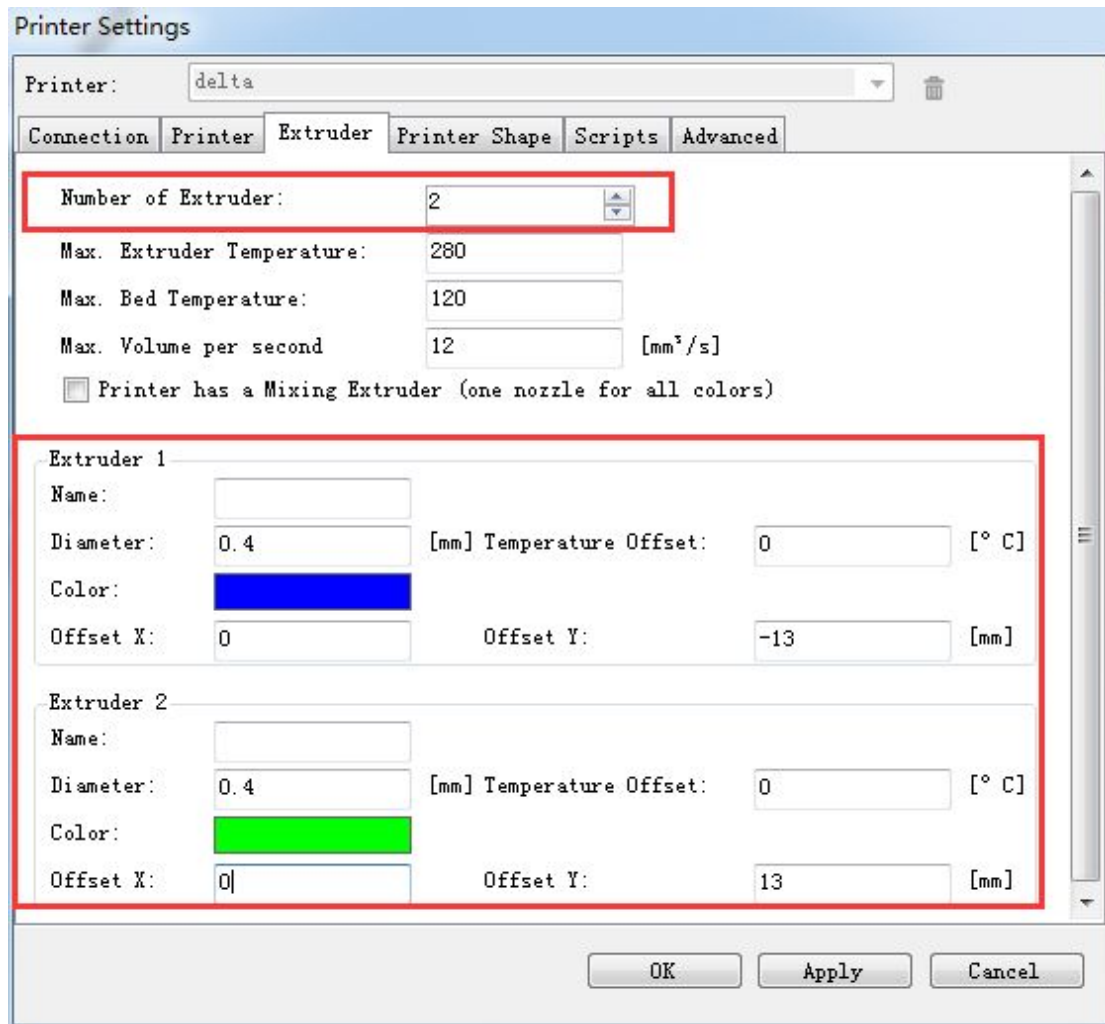 Printer Settings
Printer: delta
Connection Printer Extruder Printer Shape Scripts Advanced
Number of Extruder: 2
Max. Extruder Temperature: 280
Max. Bed Temperature: 120
Max. Volume per second 12 [mm³/s]
Printer has a Mixing Extruder (one nozzle for all colors)
Extruder 1
Name:
Diameter: 0.4 [mm] Temperature Offset: 0 [° C]
Color:
Offset X: 0 Offset Y: -13 [mm]
Extruder 2
Name:
Diameter: 0.4 [mm] Temperature Offset: 0 [° C]
Color:
Offset X: 0 Offset Y: 13 [mm]
OK Apply Cancel